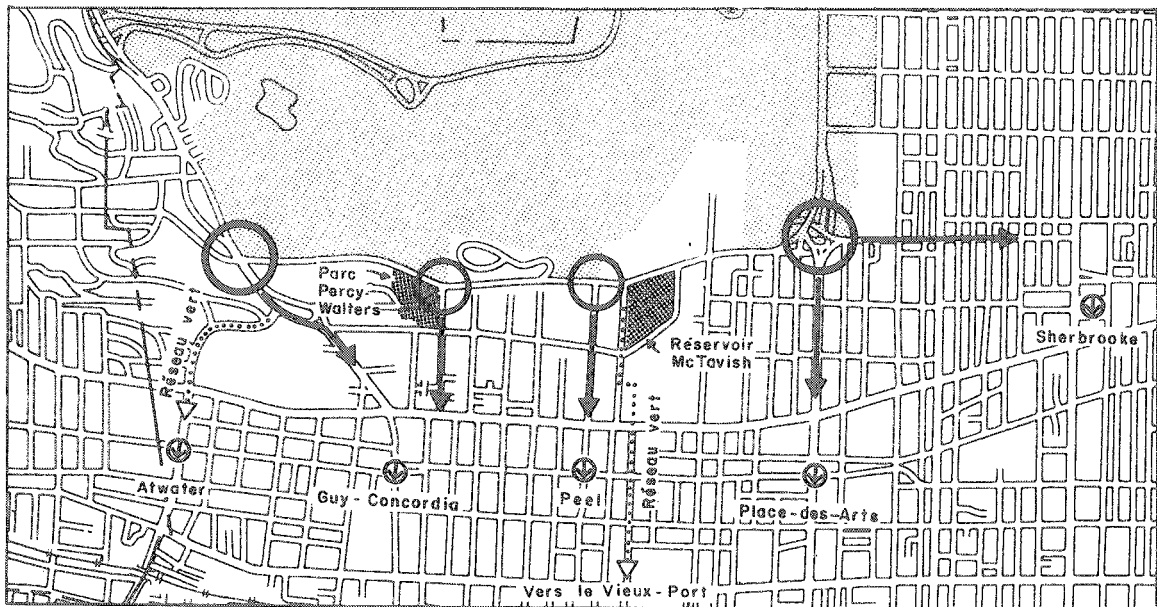 Parc
Percy-
Walters
Réseau vert
Réservoir
McTavish
Sherbrooke
Réseau vert
Atwater
Guy-Concordia
Peel
Place-des-Arts
Vers le Vieux-Port